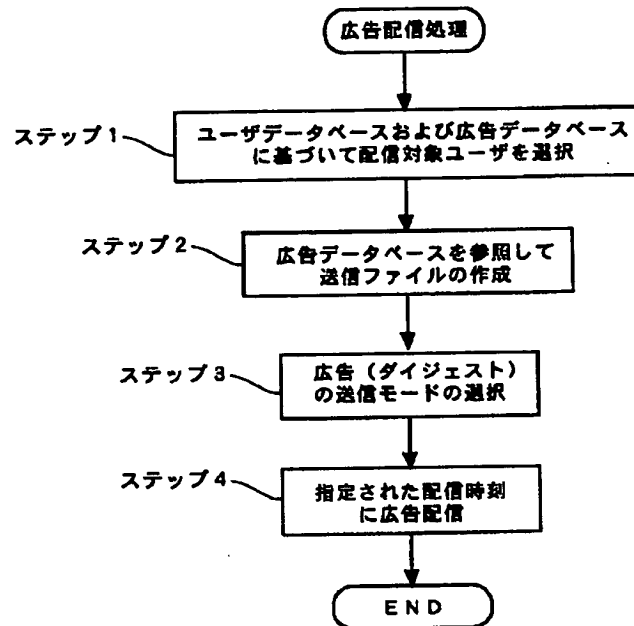 広告配信処理
ステップ1
ユーザデータベースおよび広告データベース
に基づいて配信対象ユーザを選択
ステップ2
広告データベースを参照して
送信ファイルの作成
ステップ3
広告（ダイジェスト）
の送信モードの選択
ステップ4
指定された配信時刻
に広告配信
END